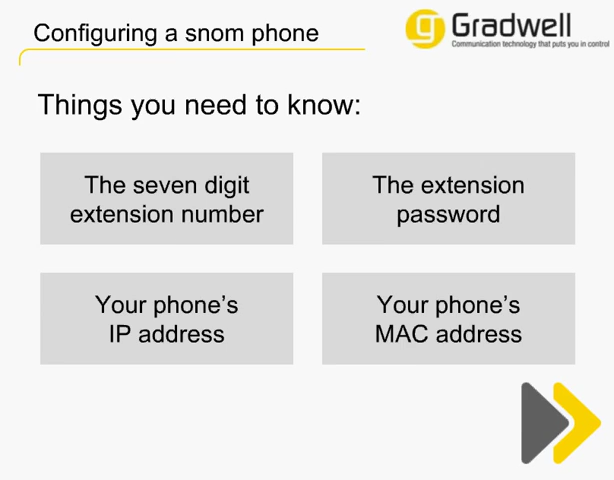 Configuring a snom phone
Gradwell
Communication technology that puts you in control
Things you need to know:
The seven digit
extension number
The extension
password
Your phone's
IP address
Your phone's
MAC address